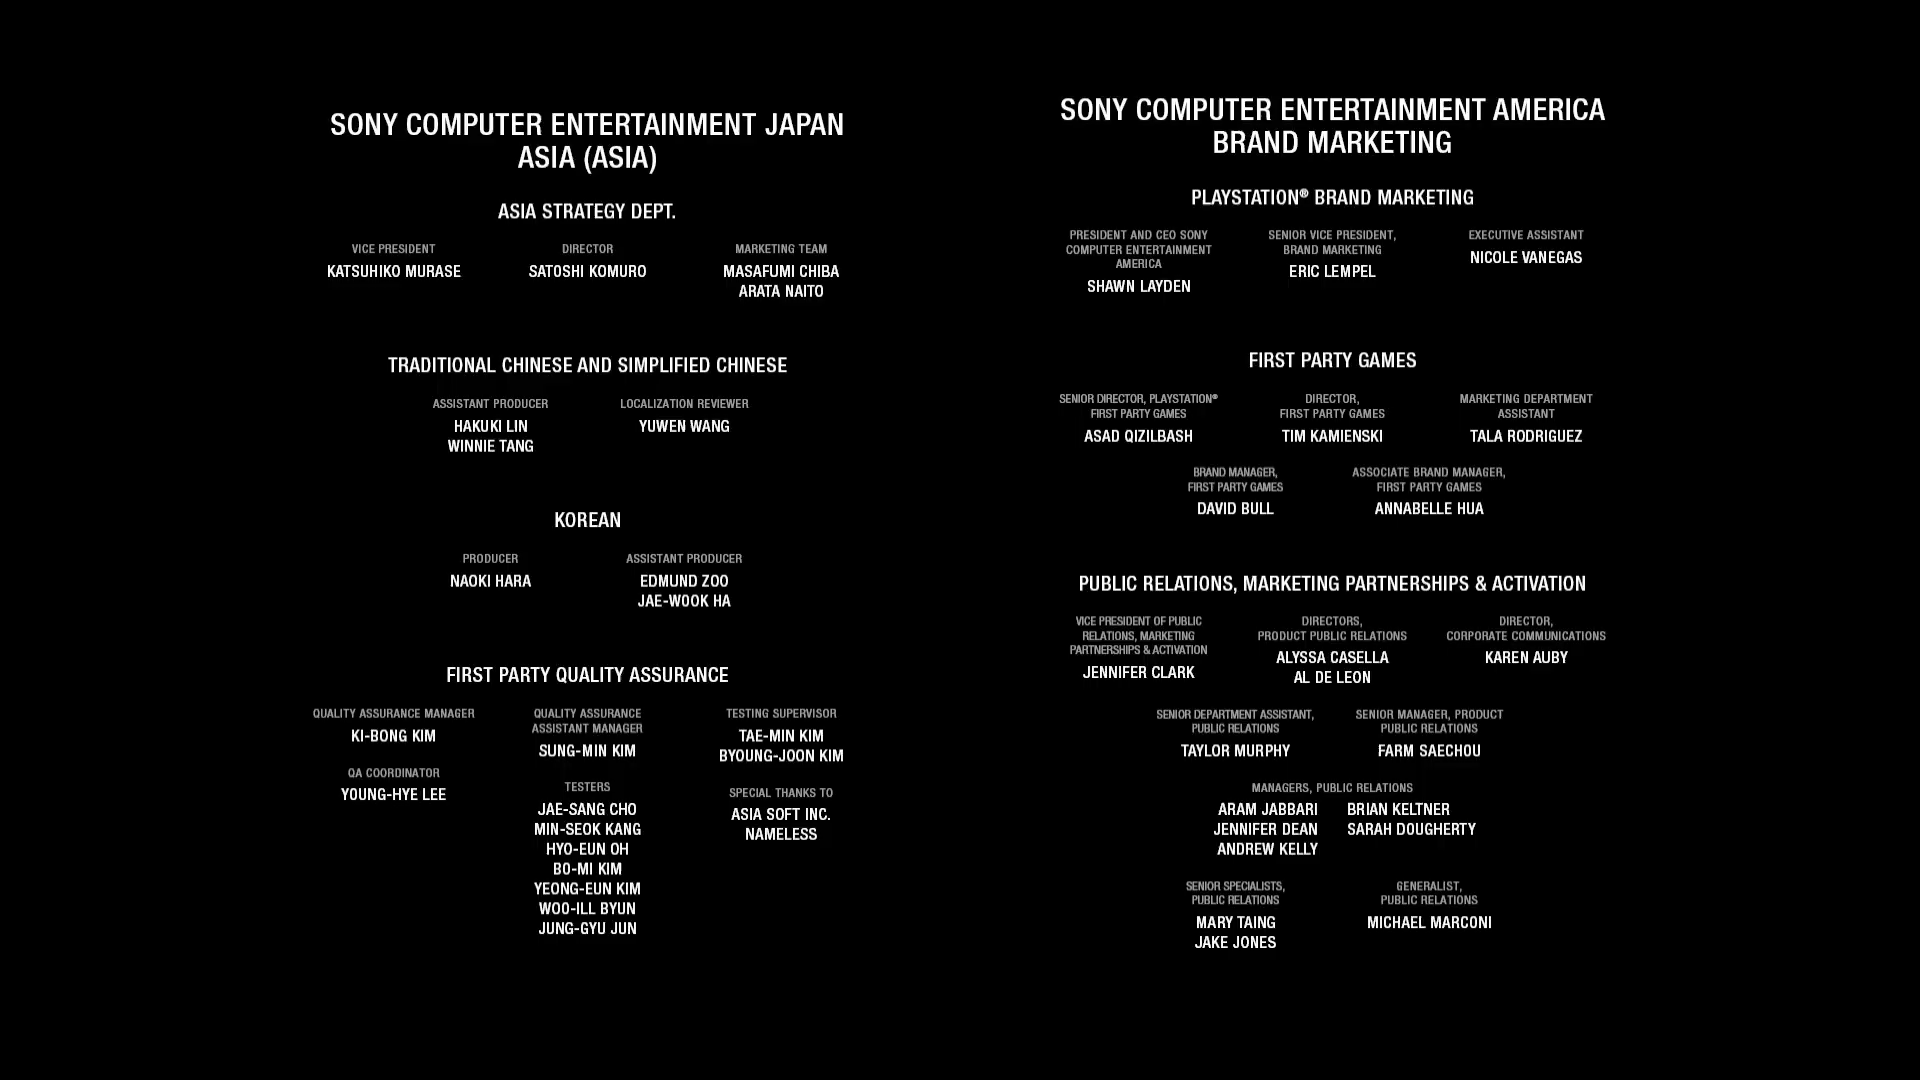 SONY COMPUTER ENTERTAINMENT JAPAN
ASIA (ASIA)
ASIA STRATEGY DEPT.
VICE PRESIDENT
KATSUHIKO MURASE
DIRECTOR
SATOSHI KOMURO
MARKETING TEAM
MASAFUMI CHIBA
ARATA NAITO
TRADITIONAL CHINESE AND SIMPLIFIED CHINESE
ASSISTANT PRODUCER
HAKUKI LIN
WINNIE TANG
LOCALIZATION REVIEWER
YUWEN WANG
KOREAN
PRODUCER
NAOKI HARA
ASSISTANT PRODUCER
EDMUND ZOO
JAE-WOOK HA
FIRST PARTY QUALITY ASSURANCE
QUALITY ASSURANCE MANAGER
KI-BONG KIM
QA COORDINATOR
YOUNG-HYE LEE
QUALITY ASSURANCE
ASSISTANT MANAGER
SUNG-MIN KIM
TESTERS
JAE-SANG CHO
MIN-SEOK KANG
HYO-EUN OH
BO-MI KIM
YEONG-EUN KIM
WOO-ILL BYUN
JUNG-GYU JUN
TESTING SUPERVISOR
TAE-MIN KIM
BYOUNG-JOON KIM
SPECIAL THANKS TO
ASIA SOFT INC.
NAMELESS
SONY COMPUTER ENTERTAINMENT AMERICA
BRAND MARKETING
PLAYSTATION® BRAND MARKETING
PRESIDENT AND CEO SONY
COMPUTER ENTERTAINMENT
AMERICA
SHAWN LAYDEN
SENIOR VICE PRESIDENT,
BRAND MARKETING
ERIC LEMPEL
EXECUTIVE ASSISTANT
NICOLE VANEGAS
FIRST PARTY GAMES
SENIOR DIRECTOR, PLAYSTATION®
FIRST PARTY GAMES
ASAD QIZILBASH
DIRECTOR,
FIRST PARTY GAMES
TIM KAMIENSKI
MARKETING DEPARTMENT
ASSISTANT
TALA RODRIGUEZ
BRAND MANAGER,
FIRST PARTY GAMES
DAVID BULL
ASSOCIATE BRAND MANAGER,
FIRST PARTY GAMES
ANNABELLE HUA
PUBLIC RELATIONS, MARKETING PARTNERSHIPS & ACTIVATION
VICE PRESIDENT OF PUBLIC
RELATIONS, MARKETING
PARTNERSHIPS & ACTIVATION
JENNIFER CLARK
DIRECTORS,
PRODUCT PUBLIC RELATIONS
ALYSSA CASELLA
AL DE LEON
DIRECTOR,
CORPORATE COMMUNICATIONS
KAREN AUBY
SENIOR DEPARTMENT ASSISTANT,
PUBLIC RELATIONS
TAYLOR MURPHY
SENIOR MANAGER, PRODUCT
PUBLIC RELATIONS
FARM SAECHOU
MANAGERS, PUBLIC RELATIONS
ARAM JABBARI
JENNIFER DEAN
ANDREW KELLY
BRIAN KELTNER
SARAH DOUGHERTY
SENIOR SPECIALISTS,
PUBLIC RELATIONS
MARY TAING
JAKE JONES
GENERALIST,
PUBLIC RELATIONS
MICHAEL MARCONI